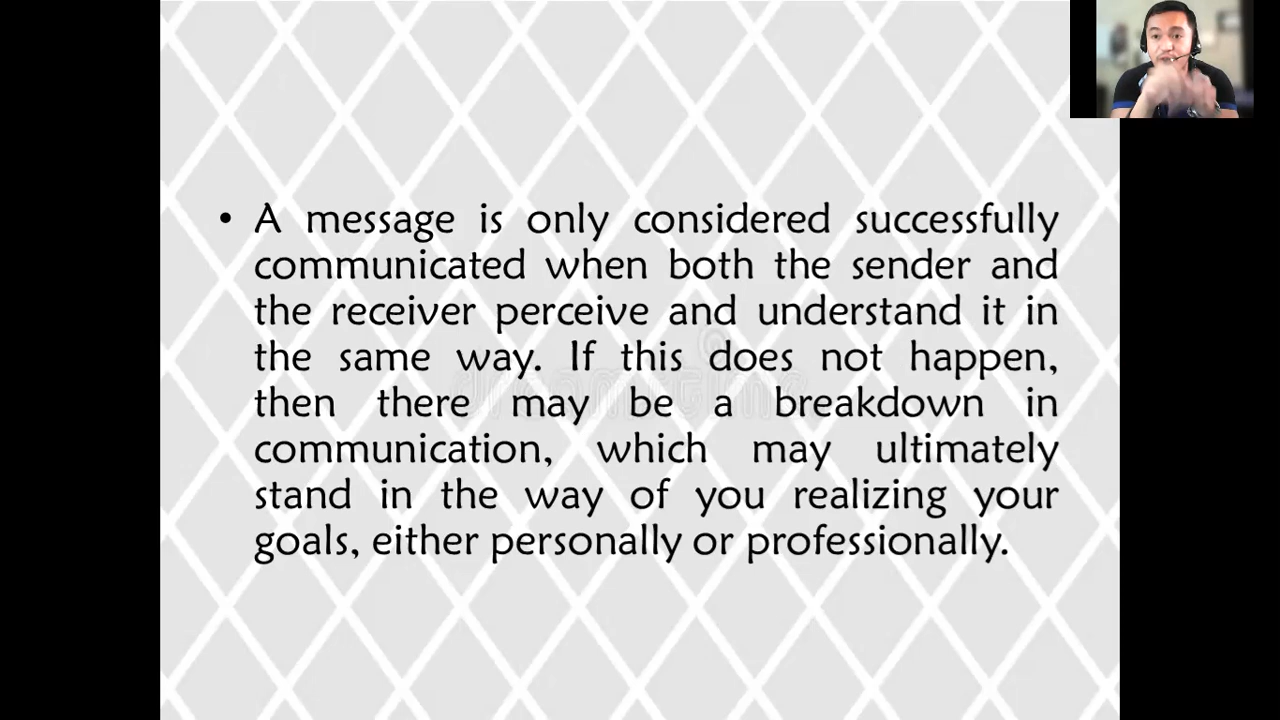 • A message is only considered successfully
communicated when both the sender and
the receiver perceive and understand it in
the same way. If this does not happen,
then there may be a breakdown in
communication, which may ultimately
stand in the way of you realizing your
goals, either personally or professionally.
dreamstime